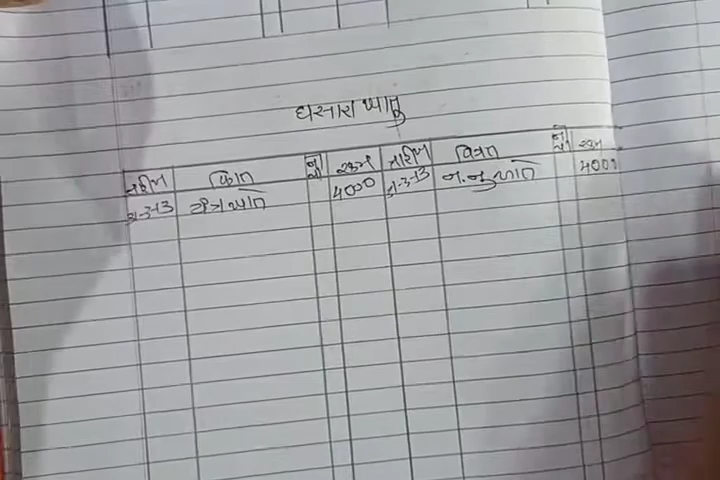 ઘસારા ખાતુ
તારીખ વિગત ખા.પા. રકમ તારીખ વિગત રકમ
31-3-13 યંત્ર ખાતે 4000 31-3-13 ન.નુ ખાતે 4000